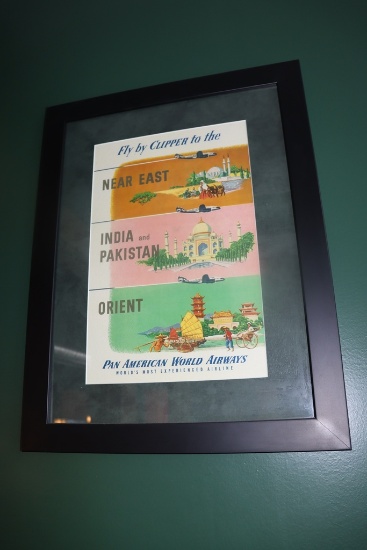 Fly by CLIPPER to the
NEAR EAST
INDIA and
PAKISTAN
ORIENT
PAN AMERICAN WORLD AIRWAYS
WORLD'S MOST EXPERIENCED AIRLINE